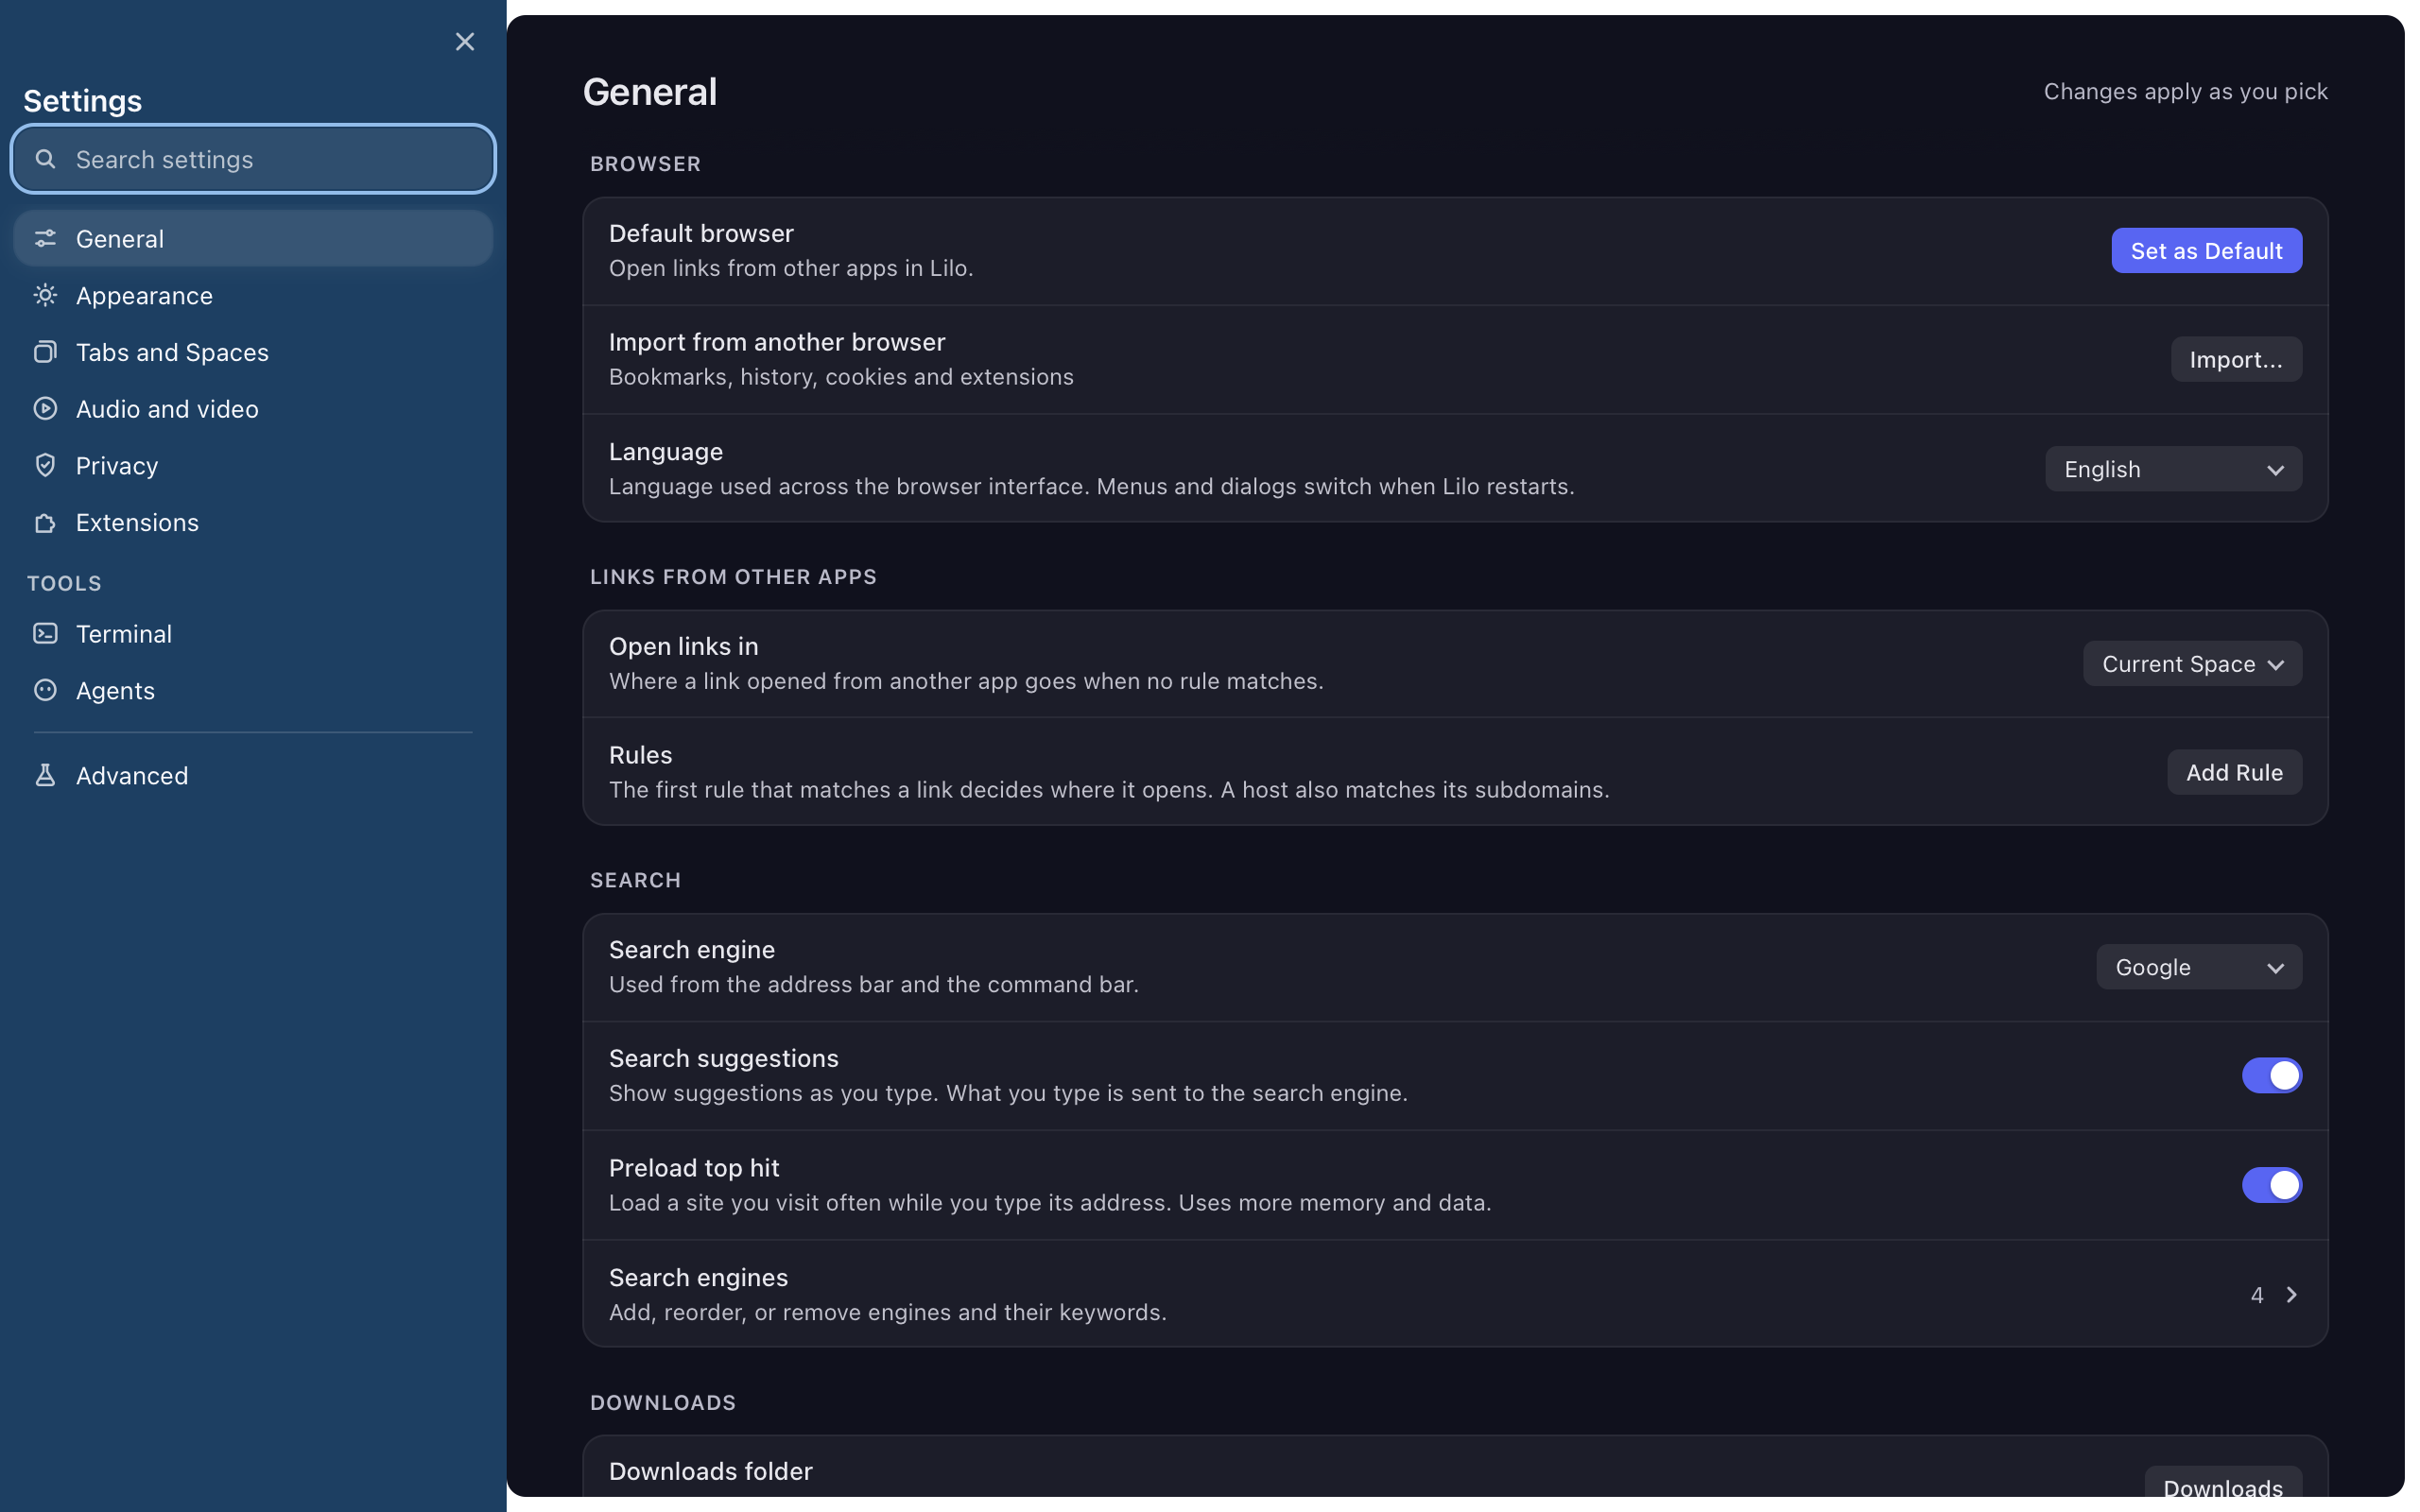 Settings
Search settings
General
Appearance
Tabs and Spaces
Audio and video
Privacy
Extensions
TOOLS
Terminal
Agents
Advanced
General
Changes apply as you pick
BROWSER
Default browser
Open links from other apps in Lilo.
Set as Default
Import from another browser
Bookmarks, history, cookies and extensions
Import...
Language
Language used across the browser interface. Menus and dialogs switch when Lilo restarts.
English
LINKS FROM OTHER APPS
Open links in
Where a link opened from another app goes when no rule matches.
Current Space
Rules
The first rule that matches a link decides where it opens. A host also matches its subdomains.
Add Rule
SEARCH
Search engine
Used from the address bar and the command bar.
Google
Search suggestions
Show suggestions as you type. What you type is sent to the search engine.
Preload top hit
Load a site you visit often while you type its address. Uses more memory and data.
Search engines
Add, reorder, or remove engines and their keywords.
4
DOWNLOADS
Downloads folder
Downloads